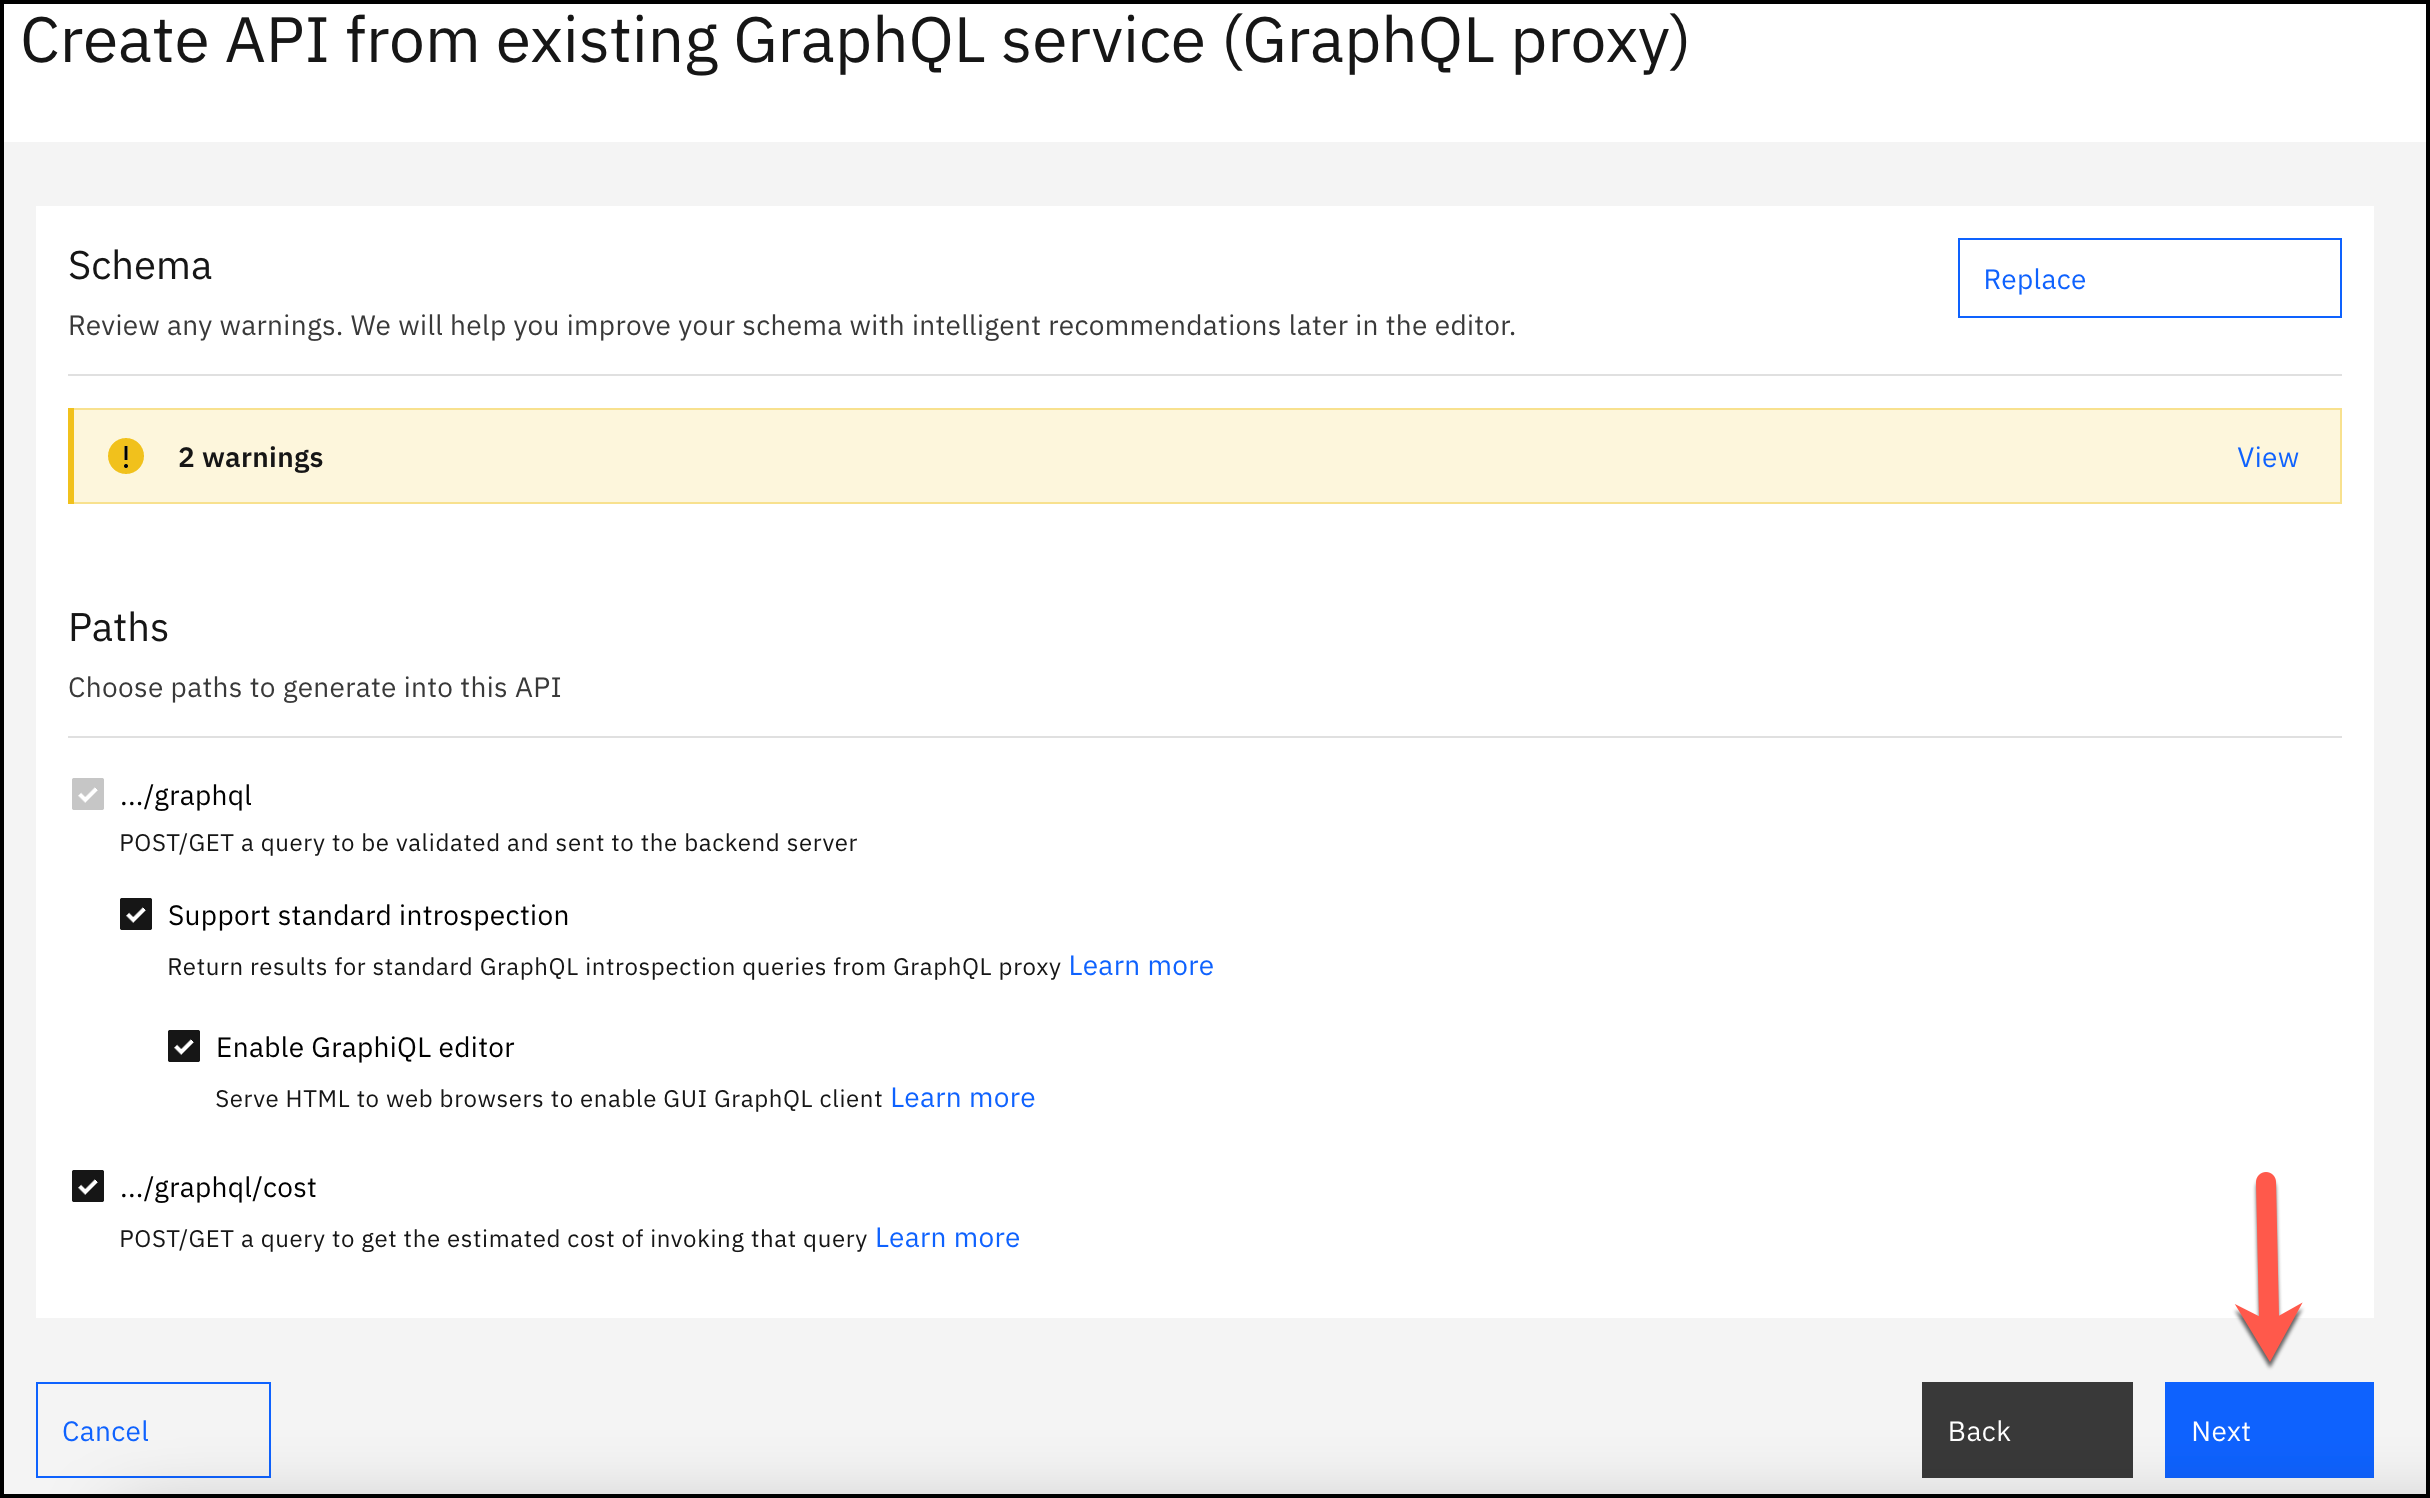 Create API from existing GraphQL service (GraphQL proxy)
Schema
Replace
Review any warnings. We will help you improve your schema with intelligent recommendations later in the editor.
! 2 warnings
View
Paths
Choose paths to generate into this API
.../graphql
POST/GET a query to be validated and sent to the backend server
Support standard introspection
Return results for standard GraphQL introspection queries from GraphQL proxy Learn more
Enable GraphiQL editor
Serve HTML to web browsers to enable GUI GraphQL client Learn more
.../graphql/cost
POST/GET a query to get the estimated cost of invoking that query Learn more
Cancel
Back
Next